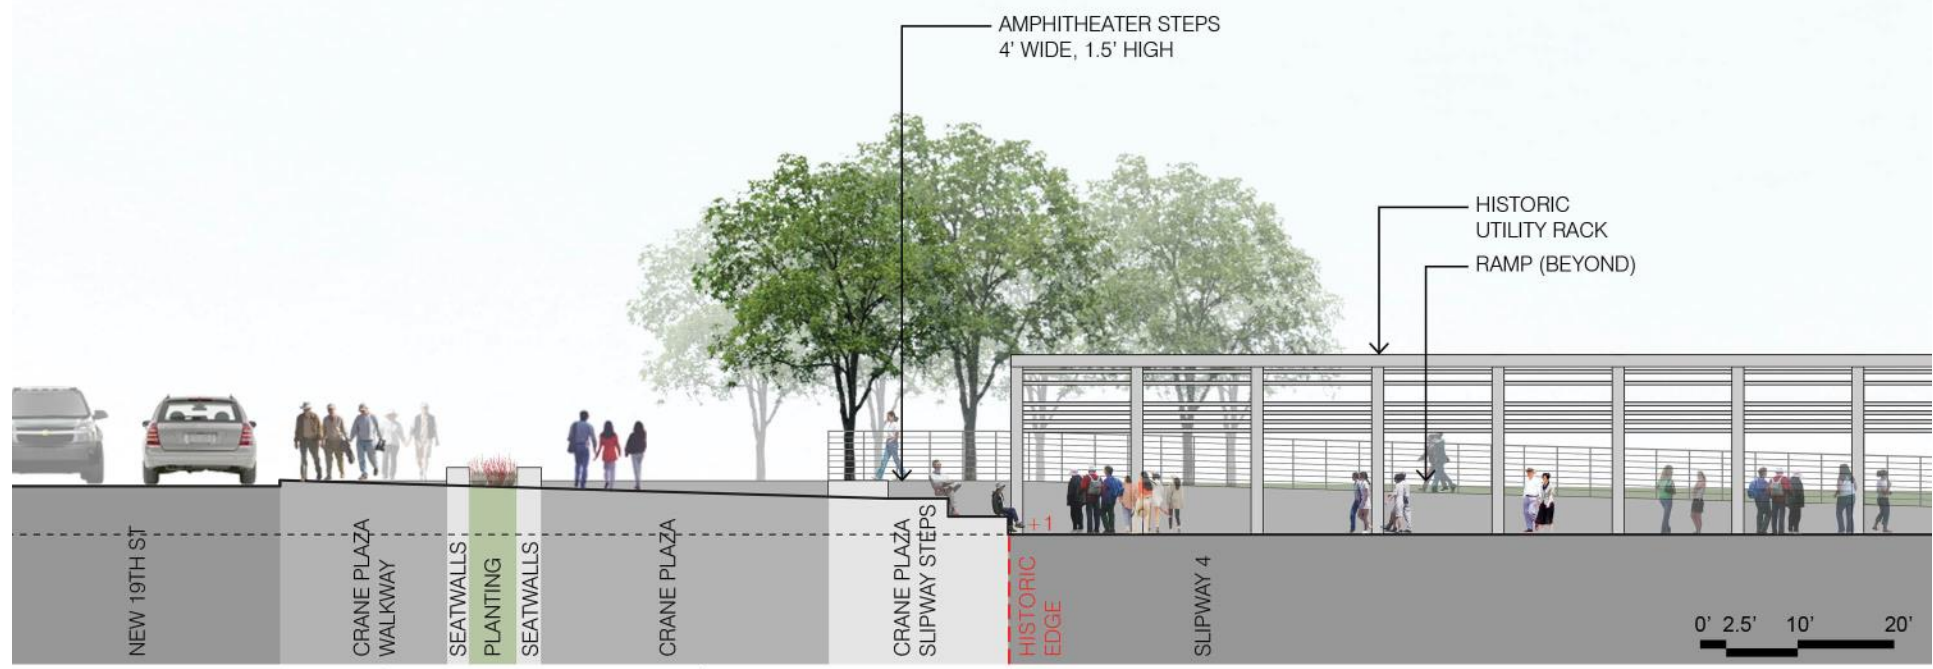 AMPHITHEATER STEPS
4' WIDE, 1.5' HIGH
HISTORIC
UTILITY RACK
RAMP (BEYOND)
NEW 19TH ST
CRANE PLAZA
WALKWAY
SEATWALLS
PLANTING
SEATWALLS
CRANE PLAZA
CRANE PLAZA
SLIPWAY STEPS
+1
HISTORIC
EDGE
SLIPWAY 4
0' 2.5' 10' 20'